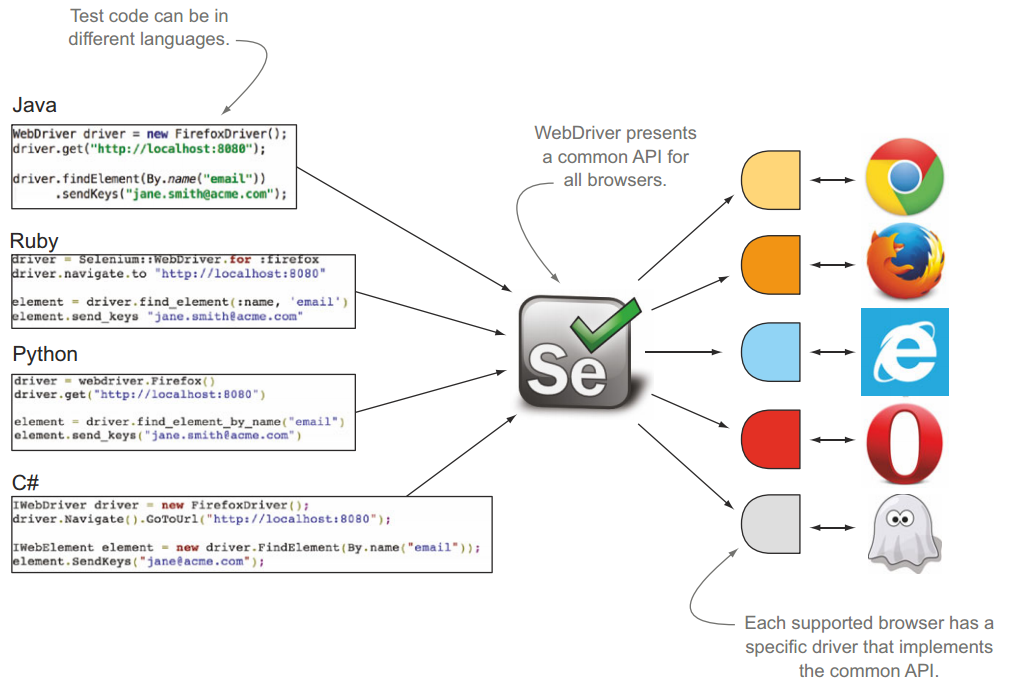 Test code can be in
different languages.
Java
WebDriver driver = new FirefoxDriver();
driver.get("http://localhost:8080");
driver.findElement(By.name("email"))
.sendKeys("jane.smith@acme.com");
WebDriver presents
a common API for
all browsers.
Ruby
driver = Selenium::WebDriver.for :firefox
driver.navigate.to "http://localhost:8080"
element = driver.find_element(:name, 'email')
element.send_keys "jane.smith@acme.com"
Se
Python
driver = webdriver.Firefox()
driver.get("http://localhost:8080")
element = driver.find_element_by_name("email")
element.send_keys("jane.smith@acme.com")
C#
IWebDriver driver = new FirefoxDriver();
driver.Navigate().GoToUrl("http://localhost:8080");
IWebElement element = new driver.FindElement(By.name("email"));
element.SendKeys("jane@acme.com");
Each supported browser has a
specific driver that implements
the common API.